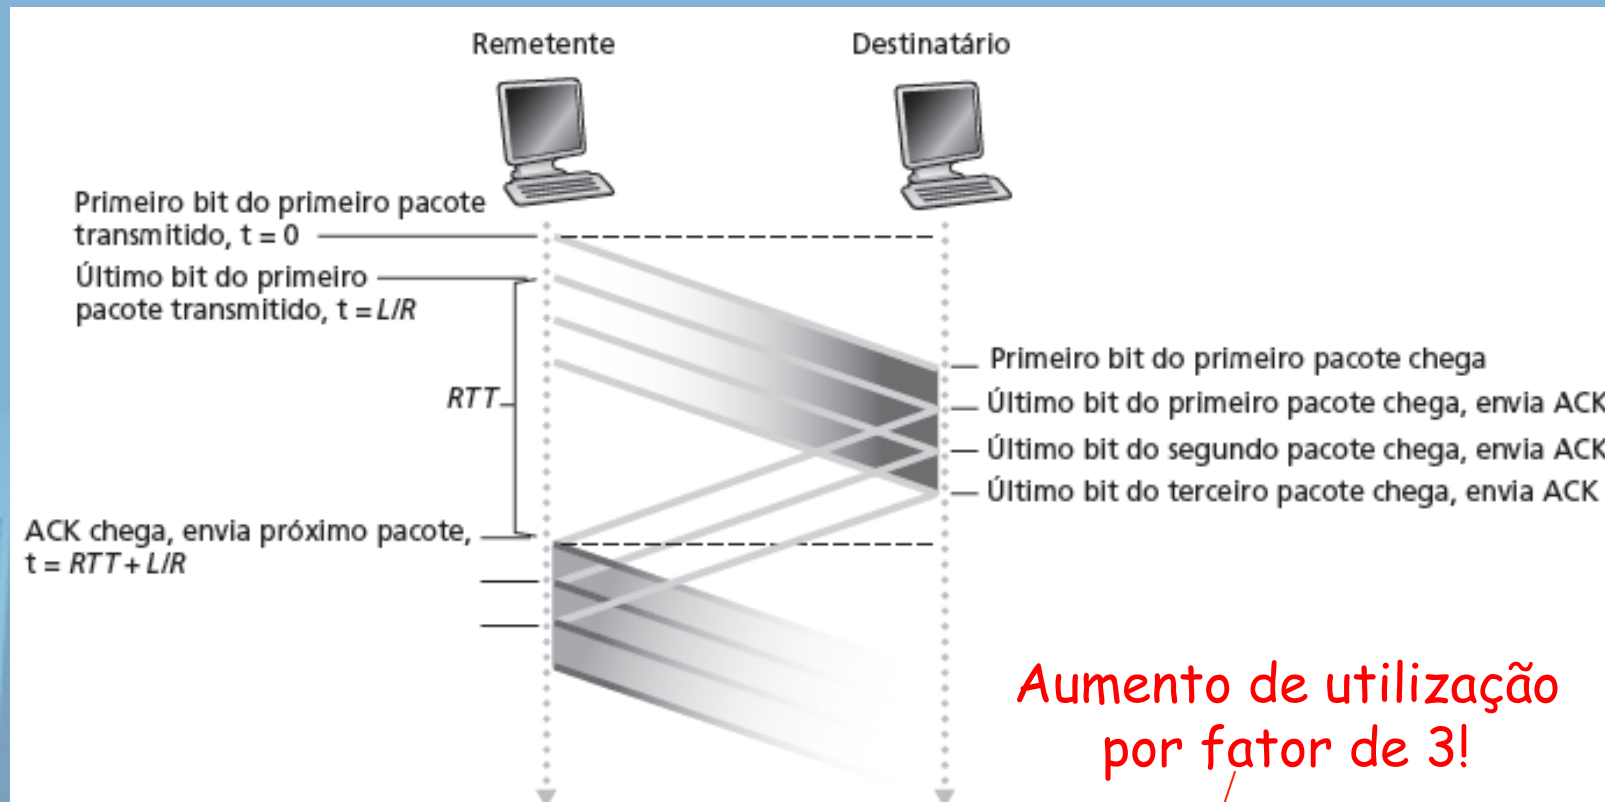 Remetente
Destinatário
Primeiro bit do primeiro pacote
transmitido, t = 0
Último bit do primeiro
pacote transmitido, t = L/R
RTT
ACK chega, envia próximo pacote,
t = RTT + L/R
Primeiro bit do primeiro pacote chega
Último bit do primeiro pacote chega, envia ACK
Último bit do segundo pacote chega, envia ACK
Último bit do terceiro pacote chega, envia ACK
Aumento de utilização
por fator de 3!